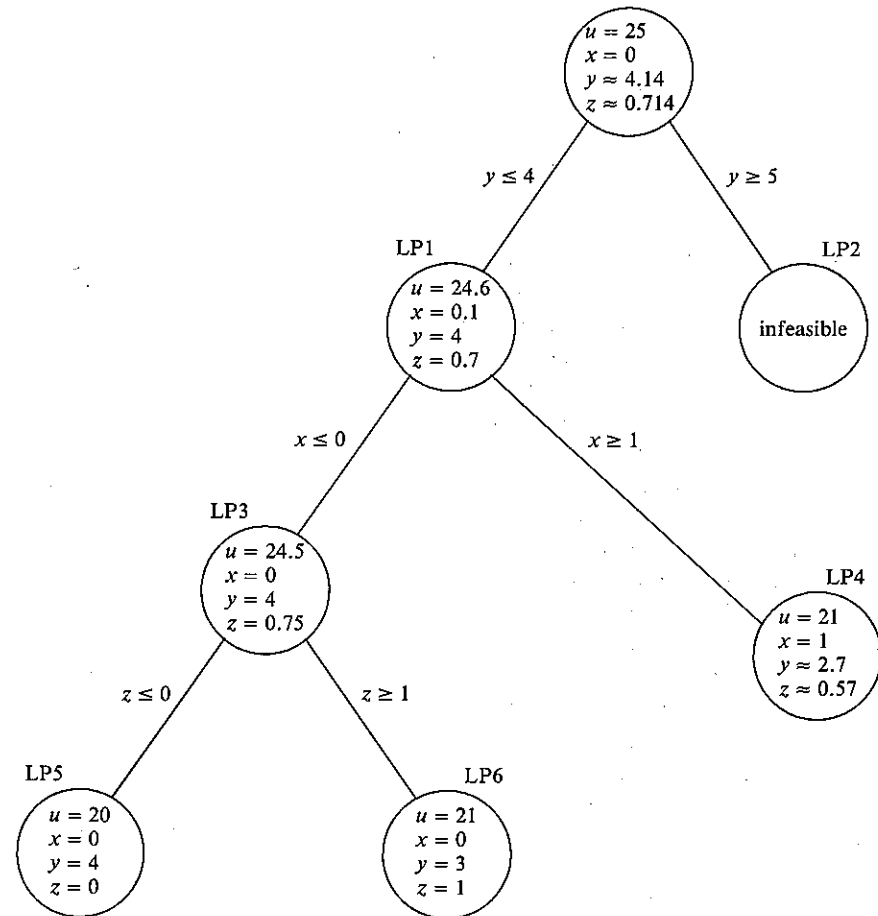 u = 25
x = 0
y ≈ 4.14
z ≈ 0.714
y ≤ 4
y ≥ 5
LP1
LP2
u = 24.6
x = 0.1
y = 4
z = 0.7
infeasible
x ≤ 0
x ≥ 1
LP3
u = 24.5
x = 0
y = 4
z = 0.75
LP4
u = 21
x = 1
y ≈ 2.7
z ≈ 0.57
z ≤ 0
z ≥ 1
LP5
u = 20
x = 0
y = 4
z = 0
LP6
u = 21
x = 0
y = 3
z = 1